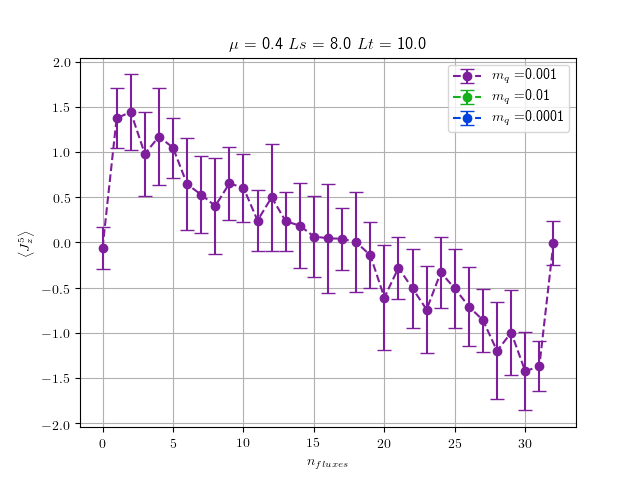 μ = 0.4 Ls = 8.0 Lt = 10.0
m_q =0.001
m_q =0.01
m_q =0.0001
2.0
1.5
1.0
0.5
0.0
−0.5
−1.0
−1.5
−2.0
⟨J_z^5⟩
0 5 10 15 20 25 30
n_{fluxes}